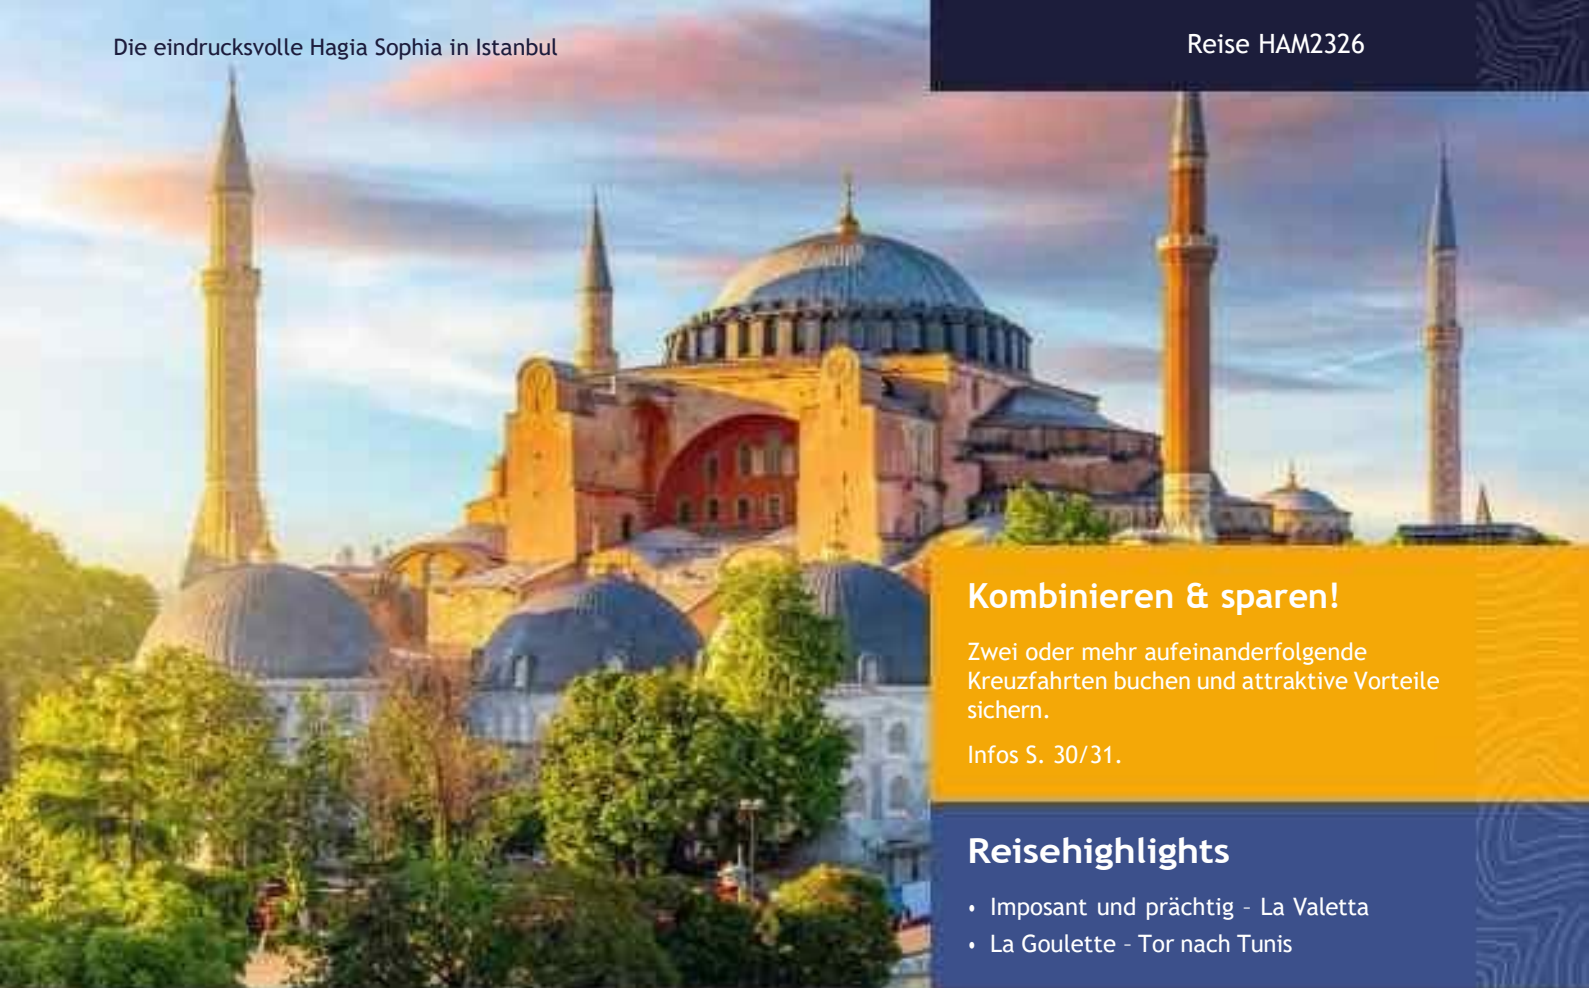 Die eindrucksvolle Hagia Sophia in Istanbul
Reise HAM2326
Kombinieren & sparen!
Zwei oder mehr aufeinanderfolgende
Kreuzfahrten buchen und attraktive Vorteile
sichern.
Infos S. 30/31.
Reisehighlights
• Imposant und prächtig – La Valetta
• La Goulette – Tor nach Tunis